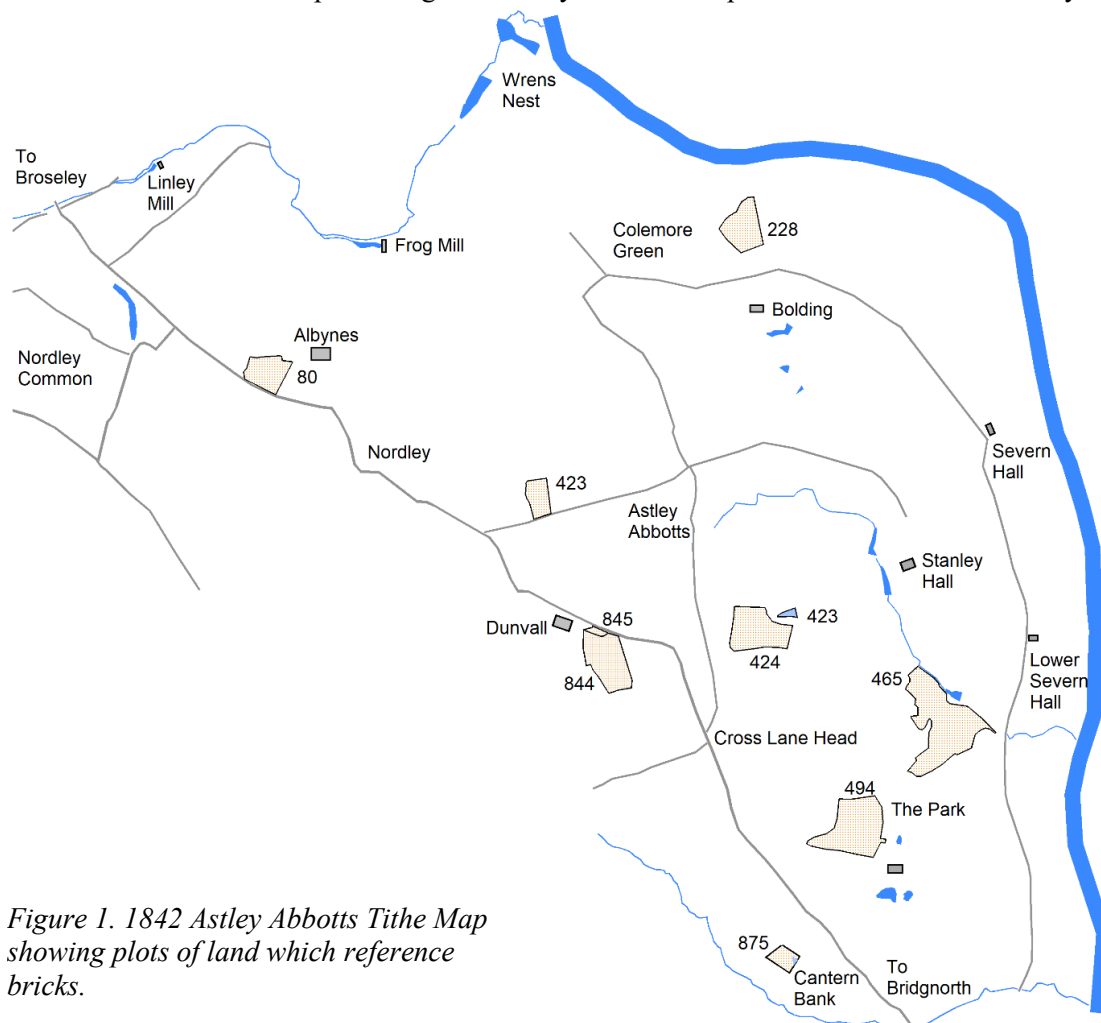 Wrens
Nest
To
Broseley
Linley
Mill
Frog Mill
Colemore
Green
228
Bolding
Albynes
Nordley
Common
80
Nordley
Severn
Hall
423
Astley
Abbotts
Stanley
Hall
Dunvall
845
423
424
844
465
Lower
Severn
Hall
Cross Lane Head
494
The Park
875
Cantern
Bank
To
Bridgnorth
Figure 1. 1842 Astley Abbotts Tithe Map
showing plots of land which reference
bricks.